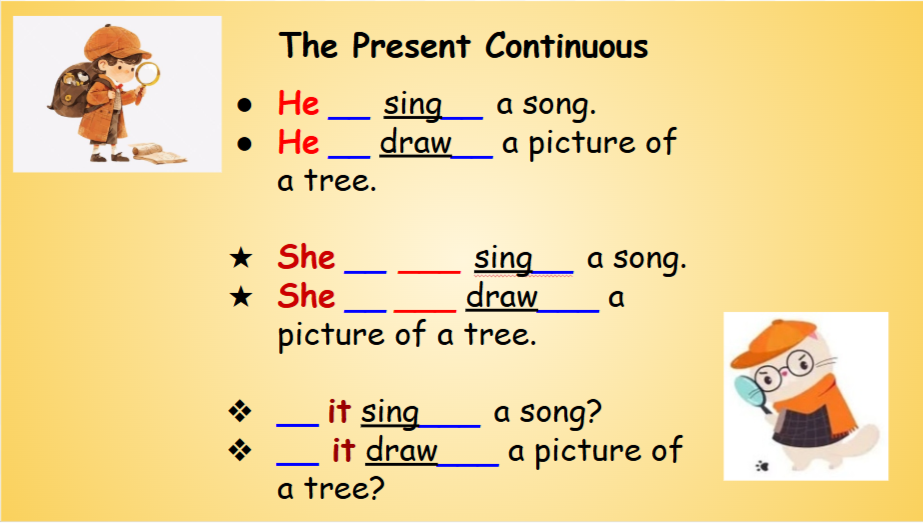 The Present Continuous
● He __ sing__ a song.
● He __ draw__ a picture of
a tree.
★ She __ ___ sing__ a song.
★ She __ ___ draw___ a
picture of a tree.
❖ __ it sing___ a song?
❖ __ it draw___ a picture of
a tree?